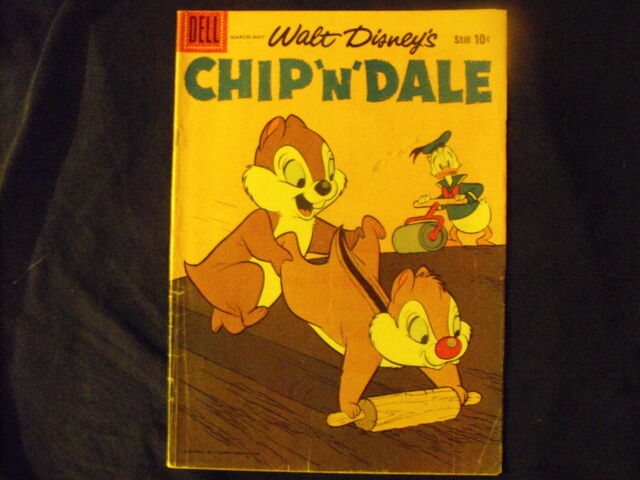 DELL
MARCH-MAY
Walt Disney's
Still 10¢
CHIP 'N' DALE